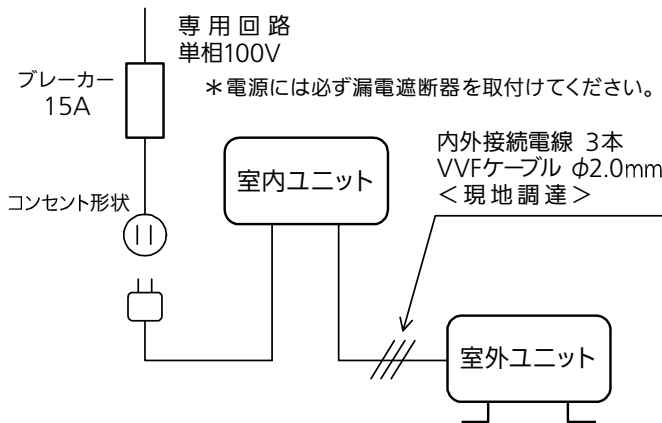 専用回路
単相100V
ブレーカー
15A
＊電源には必ず漏電遮断器を取付けてください。
内外接続電線 3本
VVFケーブル φ2.0mm
＜現地調達＞
室内ユニット
コンセント形状
室外ユニット